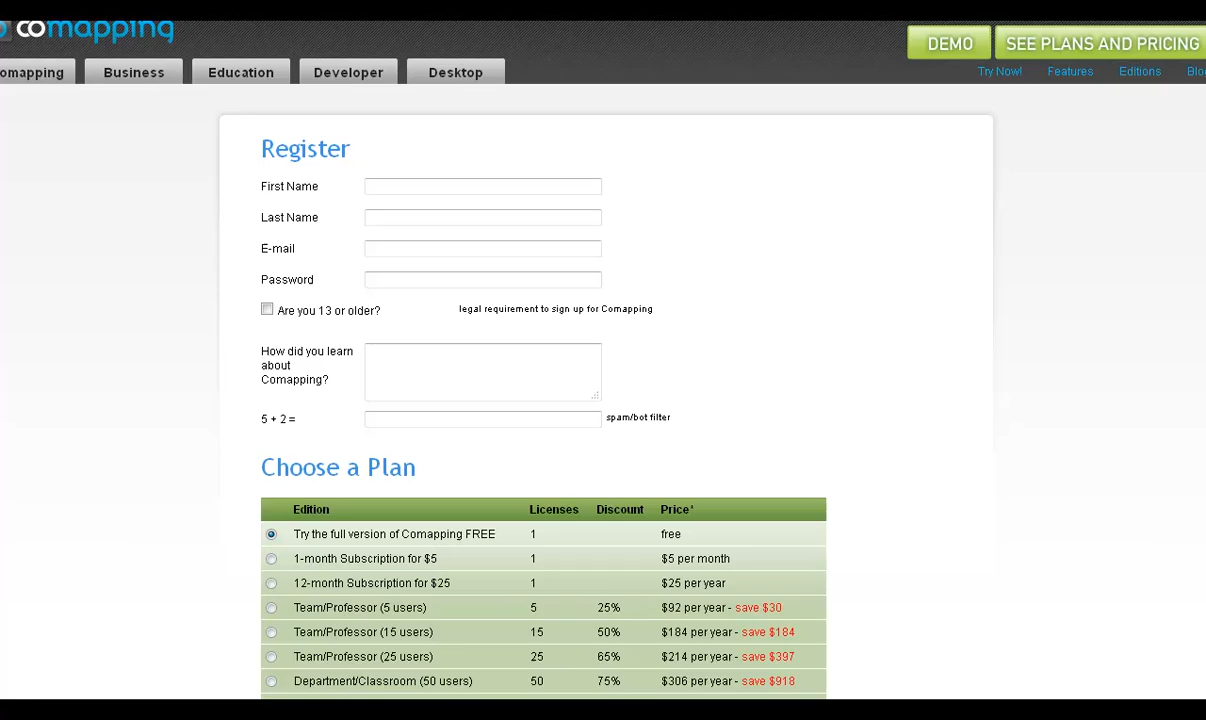 comapping
DEMO
SEE PLANS AND PRICING
omapping
Business
Education
Developer
Desktop
Try Now!
Features
Editions
Blo
Register
First Name
Last Name
E-mail
Password
Are you 13 or older?
legal requirement to sign up for Comapping
How did you learn
about
Comapping?
5 + 2 =
spam/bot filter
Choose a Plan
Edition Licenses Discount Price*
Try the full version of Comapping FREE 1 free
1-month Subscription for $5 1 $5 per month
12-month Subscription for $25 1 $25 per year
Team/Professor (5 users) 5 25% $92 per year - save $30
Team/Professor (15 users) 15 50% $184 per year - save $184
Team/Professor (25 users) 25 65% $214 per year - save $397
Department/Classroom (50 users) 50 75% $306 per year - save $918